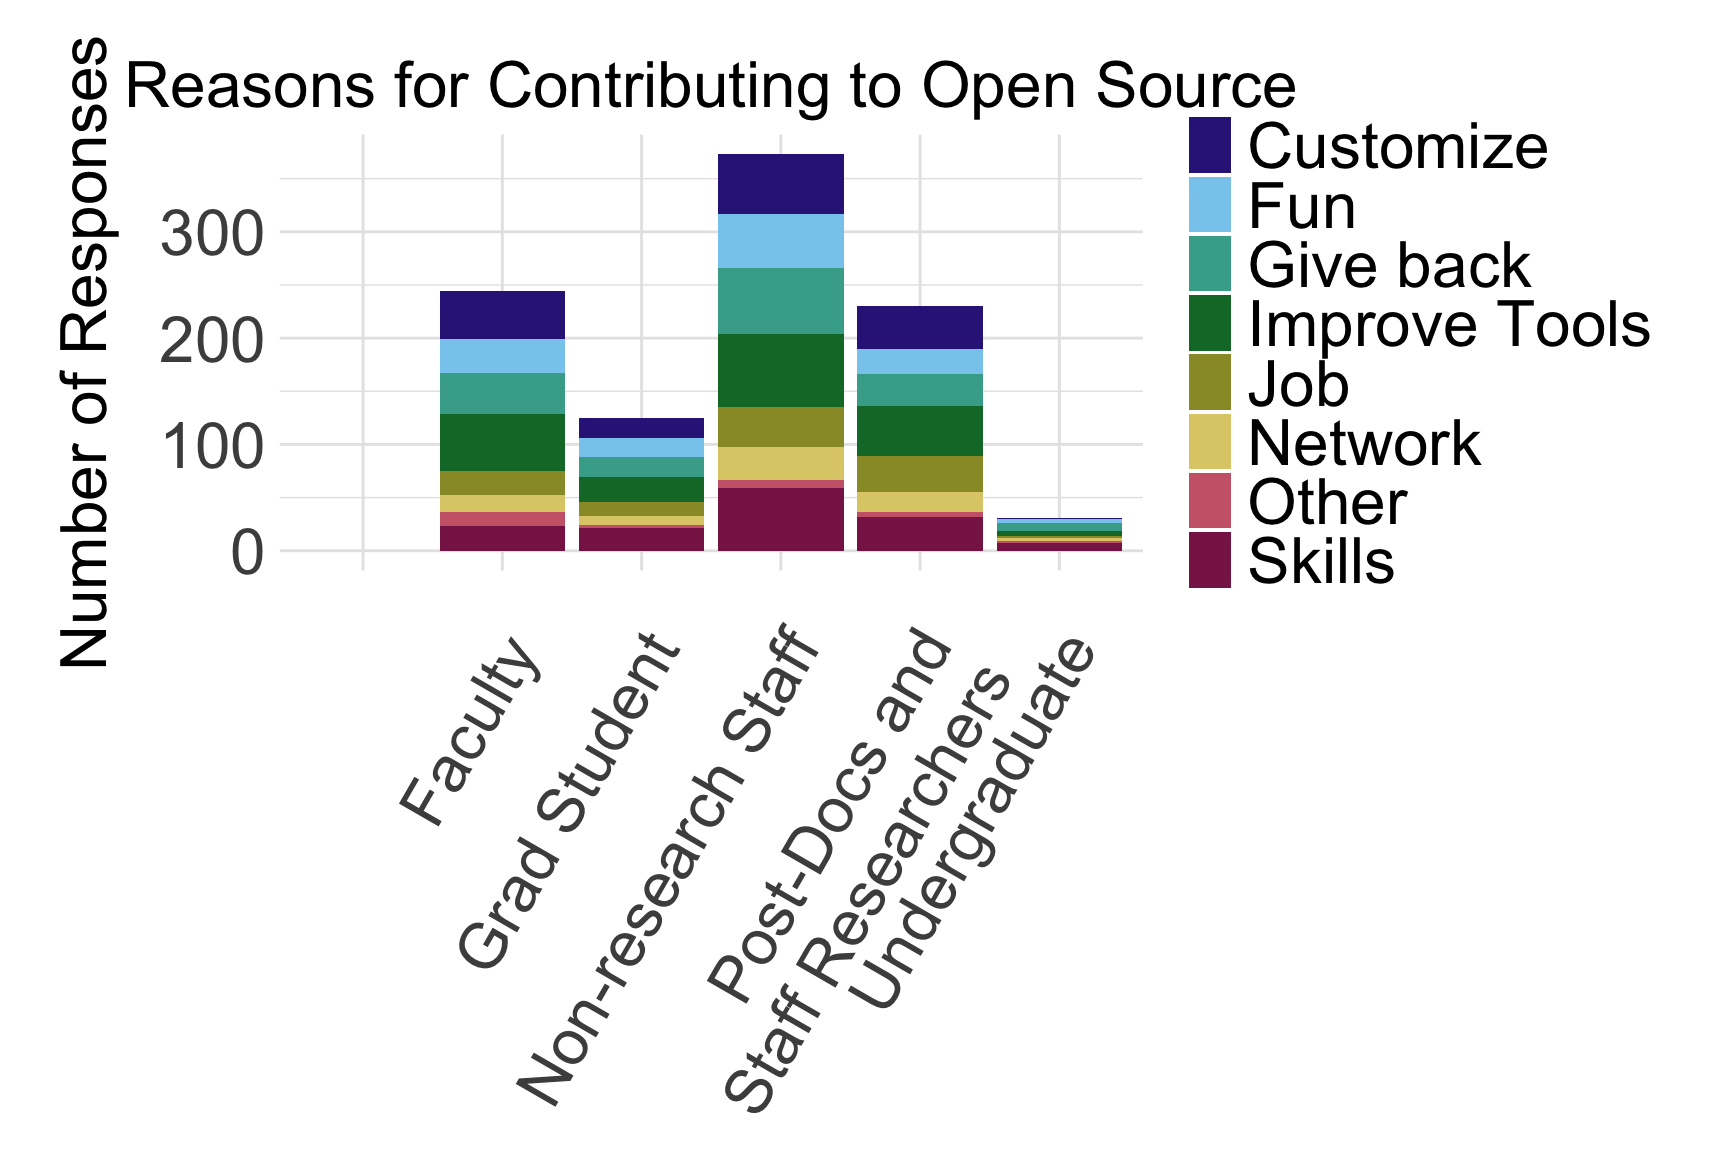 Reasons for Contributing to Open Source
Number of Responses
300
200
100
0
Faculty
Grad Student
Non-research Staff
Post-Docs and
Staff Researchers
Undergraduate
Customize
Fun
Give back
Improve Tools
Job
Network
Other
Skills